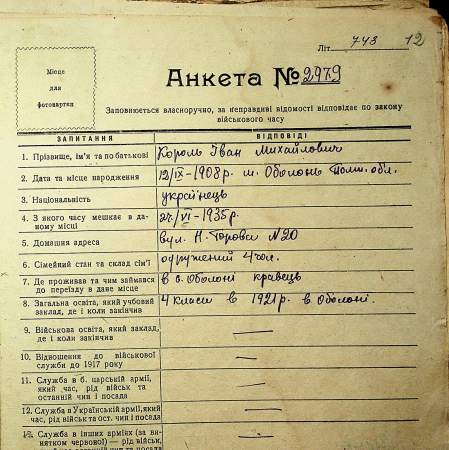 Літ. 743 12
Місце
для
фотокартки
Анкета № 2979
Заповнюється власноручно, за неправдиві відомості відповідає по закону
військового часу
ЗАПИТАННЯ ВІДПОВІДІ
1. Прізвище, ім'я та по батькові Король Іван Михайлович
2. Дата та місце народження 12/IX-1908р. м. Оболонь Полт. обл.
3. Національність українець
4. З якого часу мешкає в да-
ному місці 27/VI-1935р.
5. Домашня адреса вул. №20
6. Сімейний стан та склад сім'ї одружений 4 чол.
7. Де проживав та чим займався
до переїзду в дане місце в с. Оболоні кравець
8. Загальна освіта, який учбовий
заклад, де і коли закінчив 4 класи в 1921р. в Оболоні.
9. Військова освіта, який заклад,
де і коли закінчив —
10. Відношення до військової
служби до 1917 року —
11. Служба в б. царській армії,
який час, рід військ та
останній чин і посада —
12. Служба в Українській армії, який
час, рід військ та ост. чин і посада —
13. Служба в інших арміях (за ви-
нятком червоної) — рід військ,